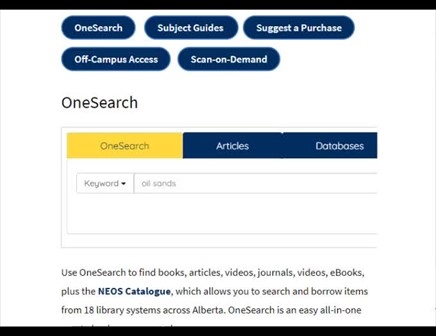 OneSearch Subject Guides Suggest a Purchase
Off-Campus Access Scan-on-Demand
OneSearch
OneSearch Articles Databases
Keyword oil sands
Use OneSearch to find books, articles, videos, journals, videos, eBooks,
plus the NEOS Catalogue, which allows you to search and borrow items
from 18 library systems across Alberta. OneSearch is an easy all-in-one